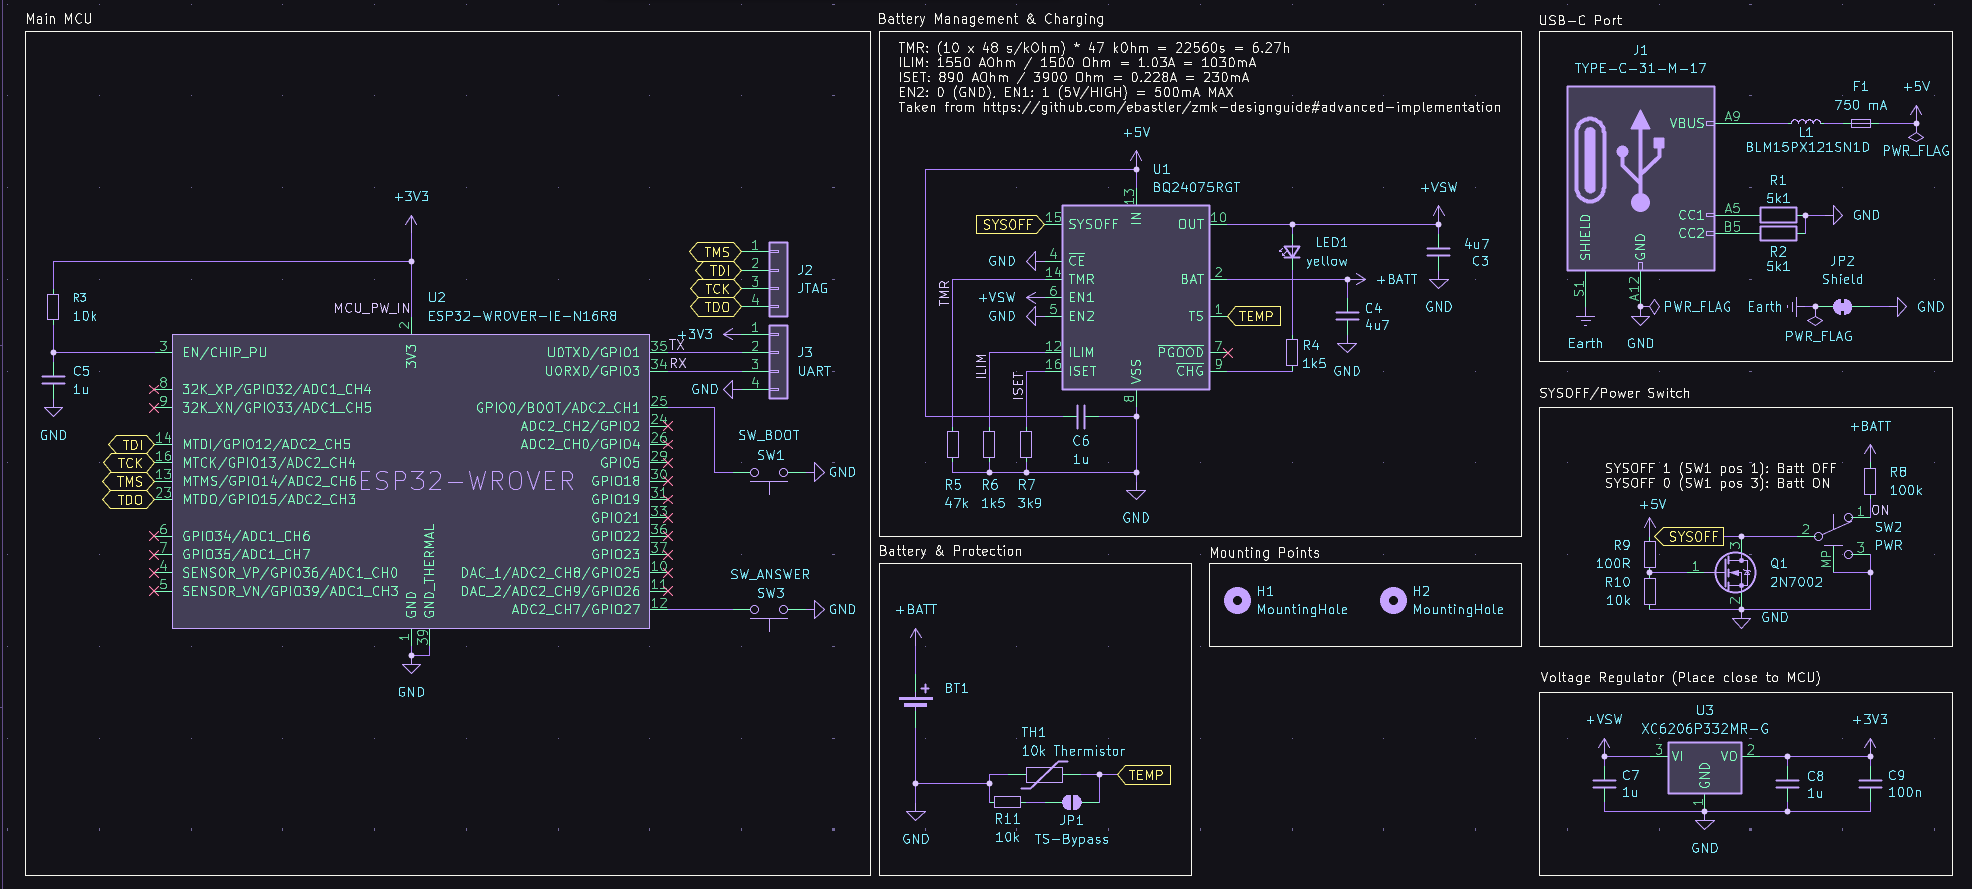 Main MCU
+3V3
R3
10k
MCU_PW_IN
U2
ESP32-WROVER-IE-N16R8
2
3V3
C5
1u
GND
3
EN/CHIP_PU
8
32K_XP/GPIO32/ADC1_CH4
9
32K_XN/GPIO33/ADC1_CH5
TDI
14
MTDI/GPIO12/ADC2_CH5
TCK
16
MTCK/GPIO13/ADC2_CH4
TMS
13
MTMS/GPIO14/ADC2_CH6
TDO
23
MTDO/GPIO15/ADC2_CH3
6
GPIO34/ADC1_CH6
7
GPIO35/ADC1_CH7
4
SENSOR_VP/GPIO36/ADC1_CH0
5
SENSOR_VN/GPIO39/ADC1_CH3
ESP32-WROVER
U0TXD/GPIO1
35
TX
U0RXD/GPIO3
34
RX
GPIO0/BOOT/ADC2_CH1
25
ADC2_CH2/GPIO2
24
ADC2_CH0/GPIO4
26
GPIO5
29
GPIO18
30
GPIO19
31
GPIO21
33
GPIO22
36
GPIO23
37
DAC_1/ADC2_CH8/GPIO25
10
DAC_2/ADC2_CH9/GPIO26
11
ADC2_CH7/GPIO27
12
GND
GND_THERMAL
1
39
GND
TMS
1
TDI
2
TCK
3
TDO
4
J2
JTAG
+3V3
1
2
3
GND
4
J3
UART
SW_BOOT
SW1
GND
SW_ANSWER
SW3
GND
Battery Management & Charging
TMR: (10 x 48 s/kOhm) * 47 kOhm = 22560s = 6.27h
ILIM: 1550 AOhm / 1500 Ohm = 1.03A = 1030mA
ISET: 890 AOhm / 3900 Ohm = 0.228A = 230mA
EN2: 0 (GND), EN1: 1 (5V/HIGH) = 500mA MAX
Taken from https://github.com/ebastler/zmk-designguide#advanced-implementation
+5V
U1
BQ24075RGT
13
IN
SYSOFF
15
SYSOFF
GND
4
CE
14
TMR
TMR
+VSW
6
EN1
GND
5
EN2
12
ILIM
ILIM
16
ISET
ISET
OUT
10
BAT
2
TS
1
TEMP
PGOOD
7
CHG
9
VSS
8
LED1
yellow
+VSW
4u7
C3
GND
+BATT
C4
4u7
GND
R4
1k5
C6
1u
R5
47k
R6
1k5
R7
3k9
GND
Battery & Protection
+BATT
BT1
GND
TH1
10k Thermistor
TEMP
R11
10k
JP1
TS-Bypass
Mounting Points
H1
MountingHole
H2
MountingHole
USB-C Port
J1
TYPE-C-31-M-17
VBUS
A9
L1
BLM15PX121SN1D
F1
750 mA
+5V
PWR_FLAG
R1
5k1
CC1
A5
CC2
B5
GND
R2
5k1
SHIELD
GND
S1
A12
Earth
PWR_FLAG
GND
JP2
Shield
Earth
PWR_FLAG
GND
SYSOFF/Power Switch
+BATT
SYSOFF 1 (SW1 pos 1): Batt OFF
SYSOFF 0 (SW1 pos 3): Batt ON
R8
100k
+5V
SYSOFF
1
ON
2
SW2
PWR
3
MP
R9
100R
R10
10k
1
3
2
Q1
2N7002
GND
Voltage Regulator (Place close to MCU)
+VSW
U3
XC6206P332MR-G
+3V3
3
VI
VO
2
GND
1
C7
1u
C8
1u
C9
100n
GND